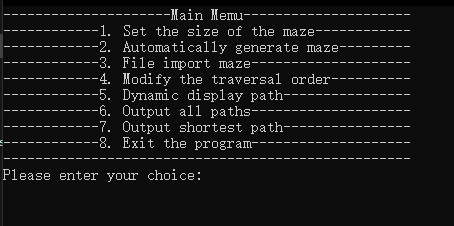 ---------------------Main Memu---------------------
------------1. Set the size of the maze------------
------------2. Automatically generate maze---------
------------3. File import maze--------------------
------------4. Modify the traversal order----------
------------5. Dynamic display path----------------
------------6. Output all paths--------------------
------------7. Output shortest path----------------
------------8. Exit the program--------------------
---------------------------------------------------
Please enter your choice: